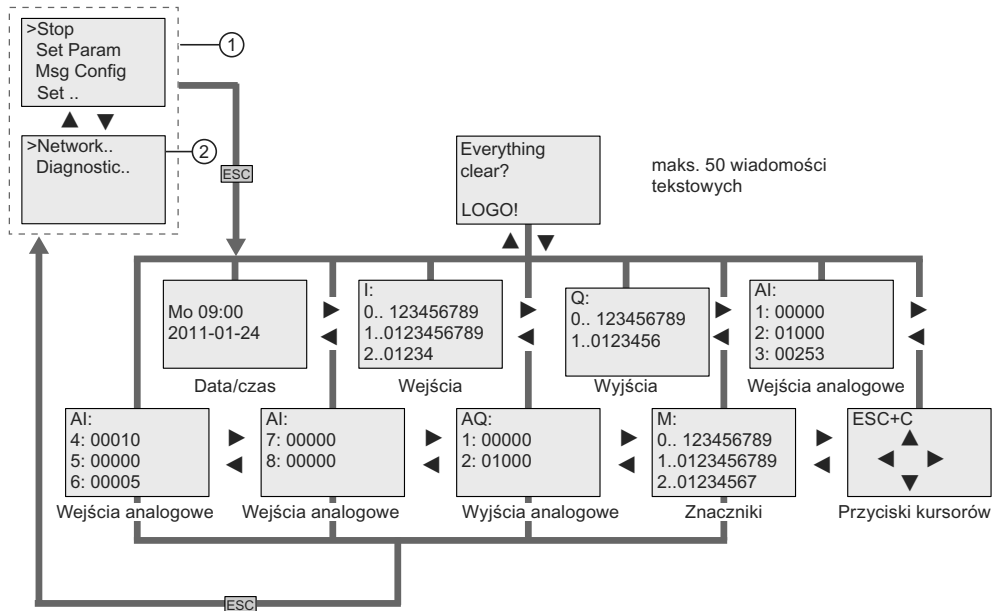 >Stop
Set Param
Msg Config
Set ..
1
>Network..
Diagnostic..
2
ESC
Everything
clear?
LOGO!
maks. 50 wiadomości
tekstowych
Mo 09:00
2011-01-24
Data/czas
I:
0.. 123456789
1..0123456789
2..01234
Wejścia
Q:
0.. 123456789
1..0123456
Wyjścia
AI:
1: 00000
2: 01000
3: 00253
Wejścia analogowe
AI:
4: 00010
5: 00000
6: 00005
Wejścia analogowe
AI:
7: 00000
8: 00000
Wejścia analogowe
AQ:
1: 00000
2: 01000
Wyjścia analogowe
M:
0.. 123456789
1..0123456789
2..01234567
Znaczniki
ESC+C
Przyciski kursorów
ESC